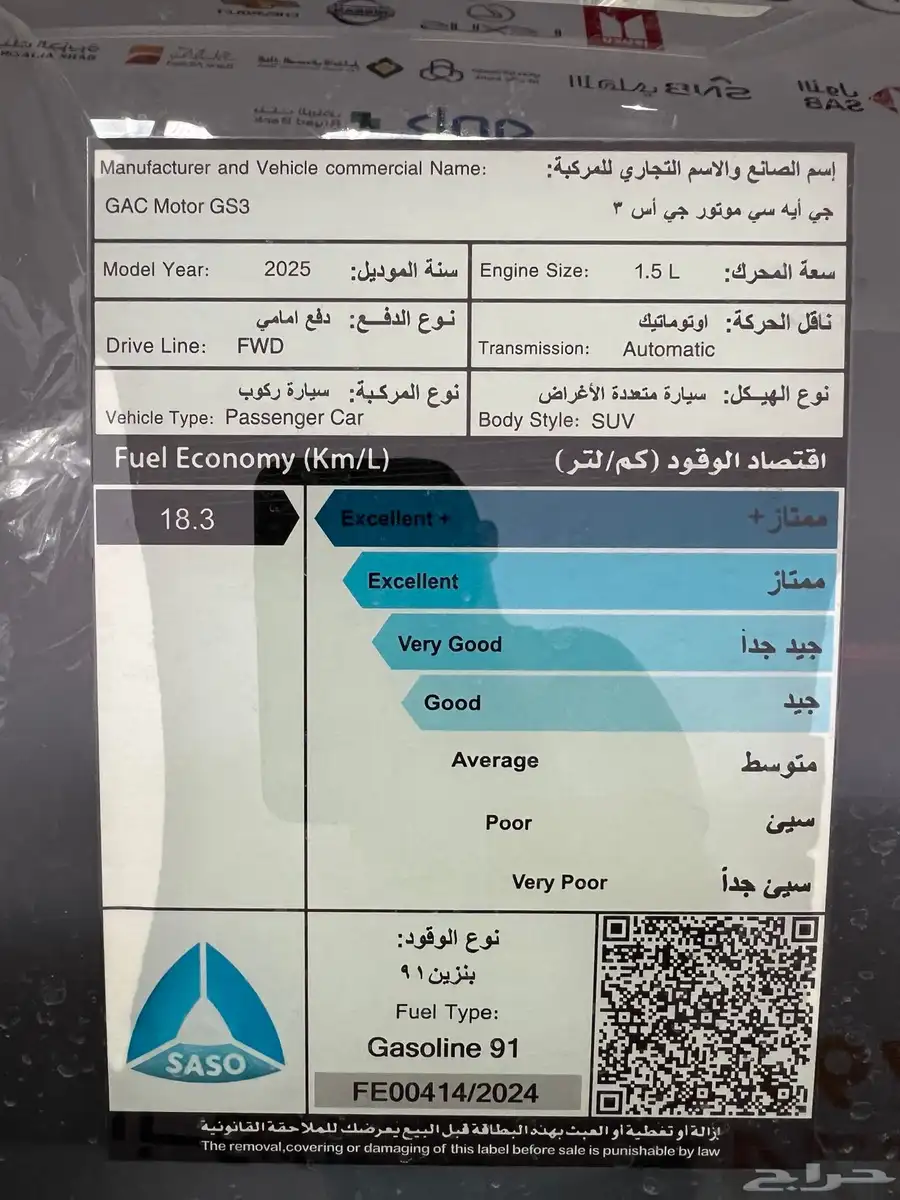 Manufacturer and Vehicle commercial Name: إسم الصانع والاسم التجاري للمركبة:
GAC Motor GS3 جي أيه سي موتور جي أس ٣
Model Year: 2025 سنة الموديل:
Engine Size: 1.5 L سعة المحرك:
نوع الدفع: دفع امامي
Drive Line: FWD
ناقل الحركة: اوتوماتيك
Transmission: Automatic
نوع المركبة: سيارة ركوب
Vehicle Type: Passenger Car
نوع الهيكل: سيارة متعددة الأغراض
Body Style: SUV
Fuel Economy (Km/L) اقتصاد الوقود (كم/لتر)
18.3
Excellent + ممتاز+
Excellent ممتاز
Very Good جيد جداً
Good جيد
Average متوسط
Poor سيئ
Very Poor سيئ جداً
SASO
نوع الوقود:
بنزين ٩١
Fuel Type:
Gasoline 91
FE00414/2024
إزالة أو تغطية أو العبث بهذه البطاقة قبل البيع يعرضك للملاحقة القانونية
The removal,covering or damaging of this label before sale is punishable by law
حراج